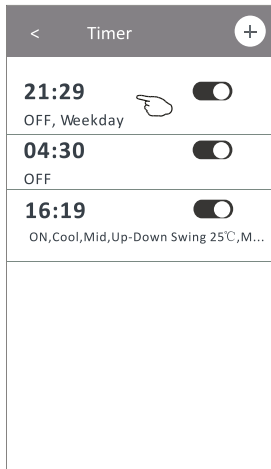 < Timer +
21:29
OFF, Weekday
04:30
OFF
16:19
ON,Cool,Mid,Up-Down Swing 25℃,M...